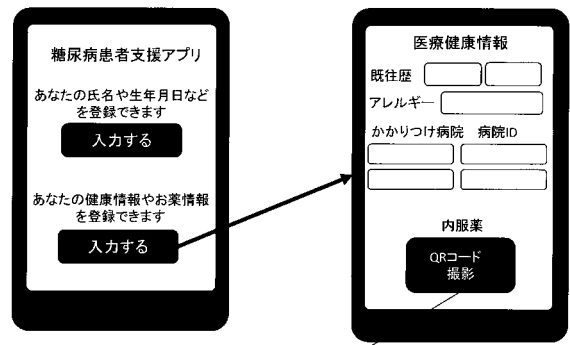 糖尿病患者支援アプリ
あなたの氏名や生年月日など
を登録できます
入力する
あなたの健康情報やお薬情報
を登録できます
入力する
医療健康情報
既往歴
アレルギー
かかりつけ病院 病院ID
内服薬
QRコード
撮影